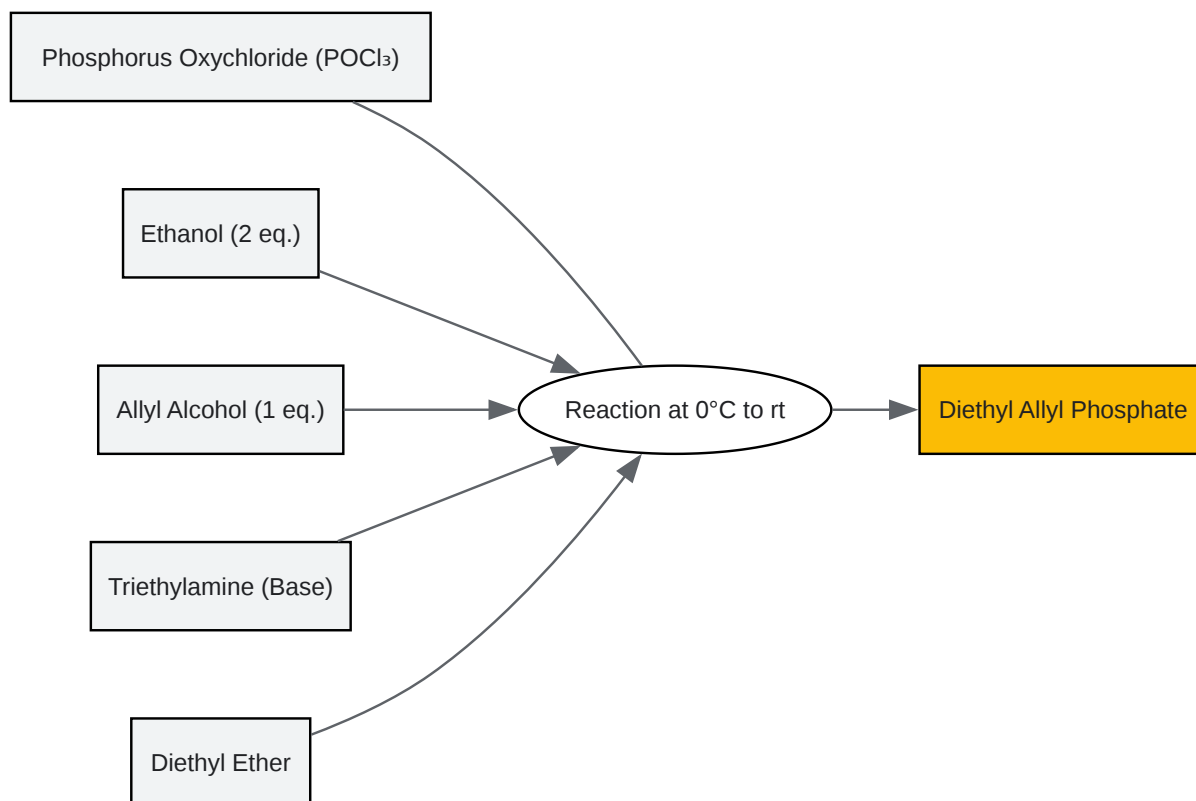 Phosphorus Oxychloride (POCl₃)
Ethanol (2 eq.)
Allyl Alcohol (1 eq.)
Reaction at 0°C to rt
Diethyl Allyl Phosphate
Triethylamine (Base)
Diethyl Ether